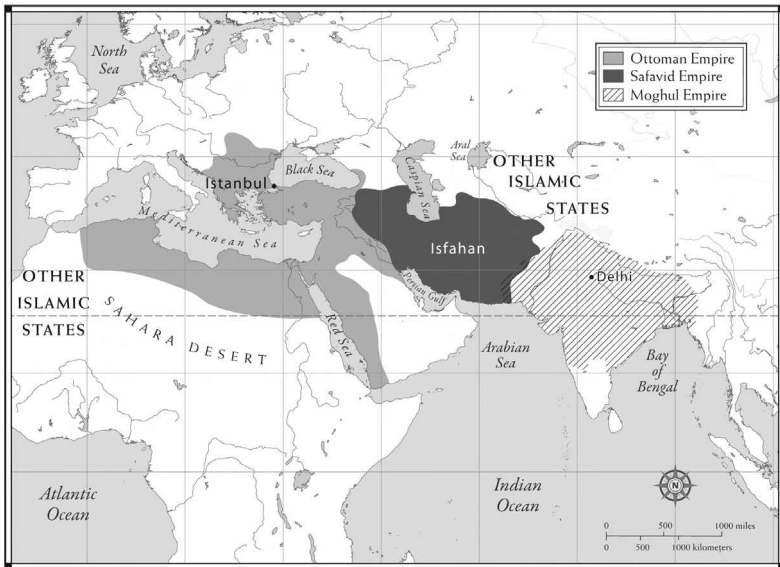 North
Sea
Ottoman Empire
Safavid Empire
Moghul Empire
Aral
Sea
OTHER
ISLAMIC
STATES
Black Sea
Caspian Sea
Istanbul
Mediterranean Sea
Isfahan
Delhi
Persian Gulf
OTHER
ISLAMIC
STATES
SAHARA DESERT
Red Sea
Arabian
Sea
Bay
of
Bengal
Atlantic
Ocean
Indian
Ocean
N
0 500 1000 miles
0 500 1000 kilometers